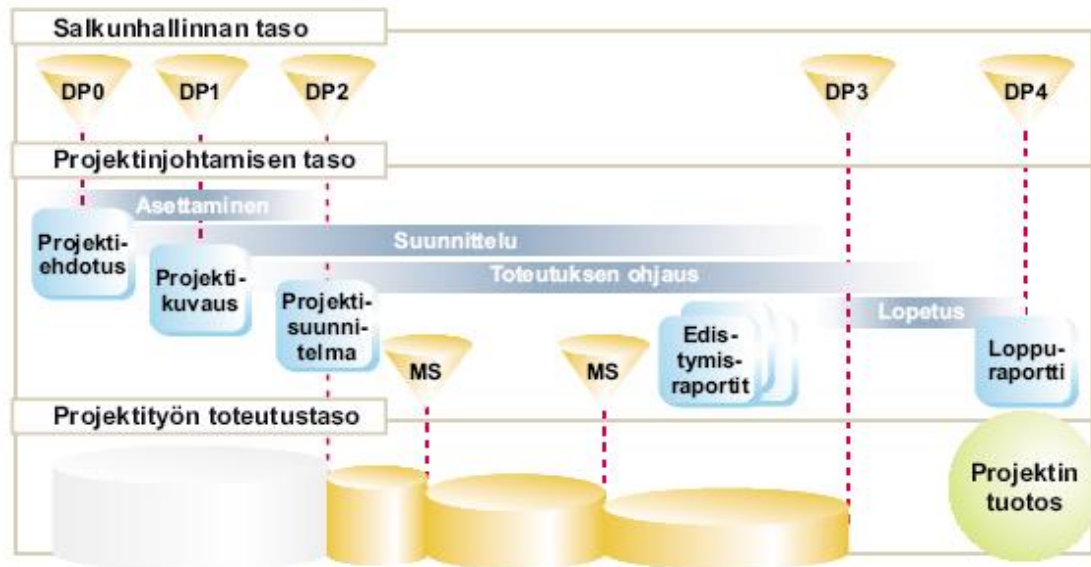 Salkunhallinnan taso
DP0
DP1
DP2
DP3
DP4
Projektinjohtamisen taso
Asettaminen
Projekti-
ehdotus
Suunnittelu
Projekti-
kuvaus
Toteutuksen ohjaus
Projekti-
suunni-
telma
MS
MS
Edis-
tymis-
raportit
Lopetus
Loppu-
raportti
Projektityön toteutustaso
Projektin
tuotos